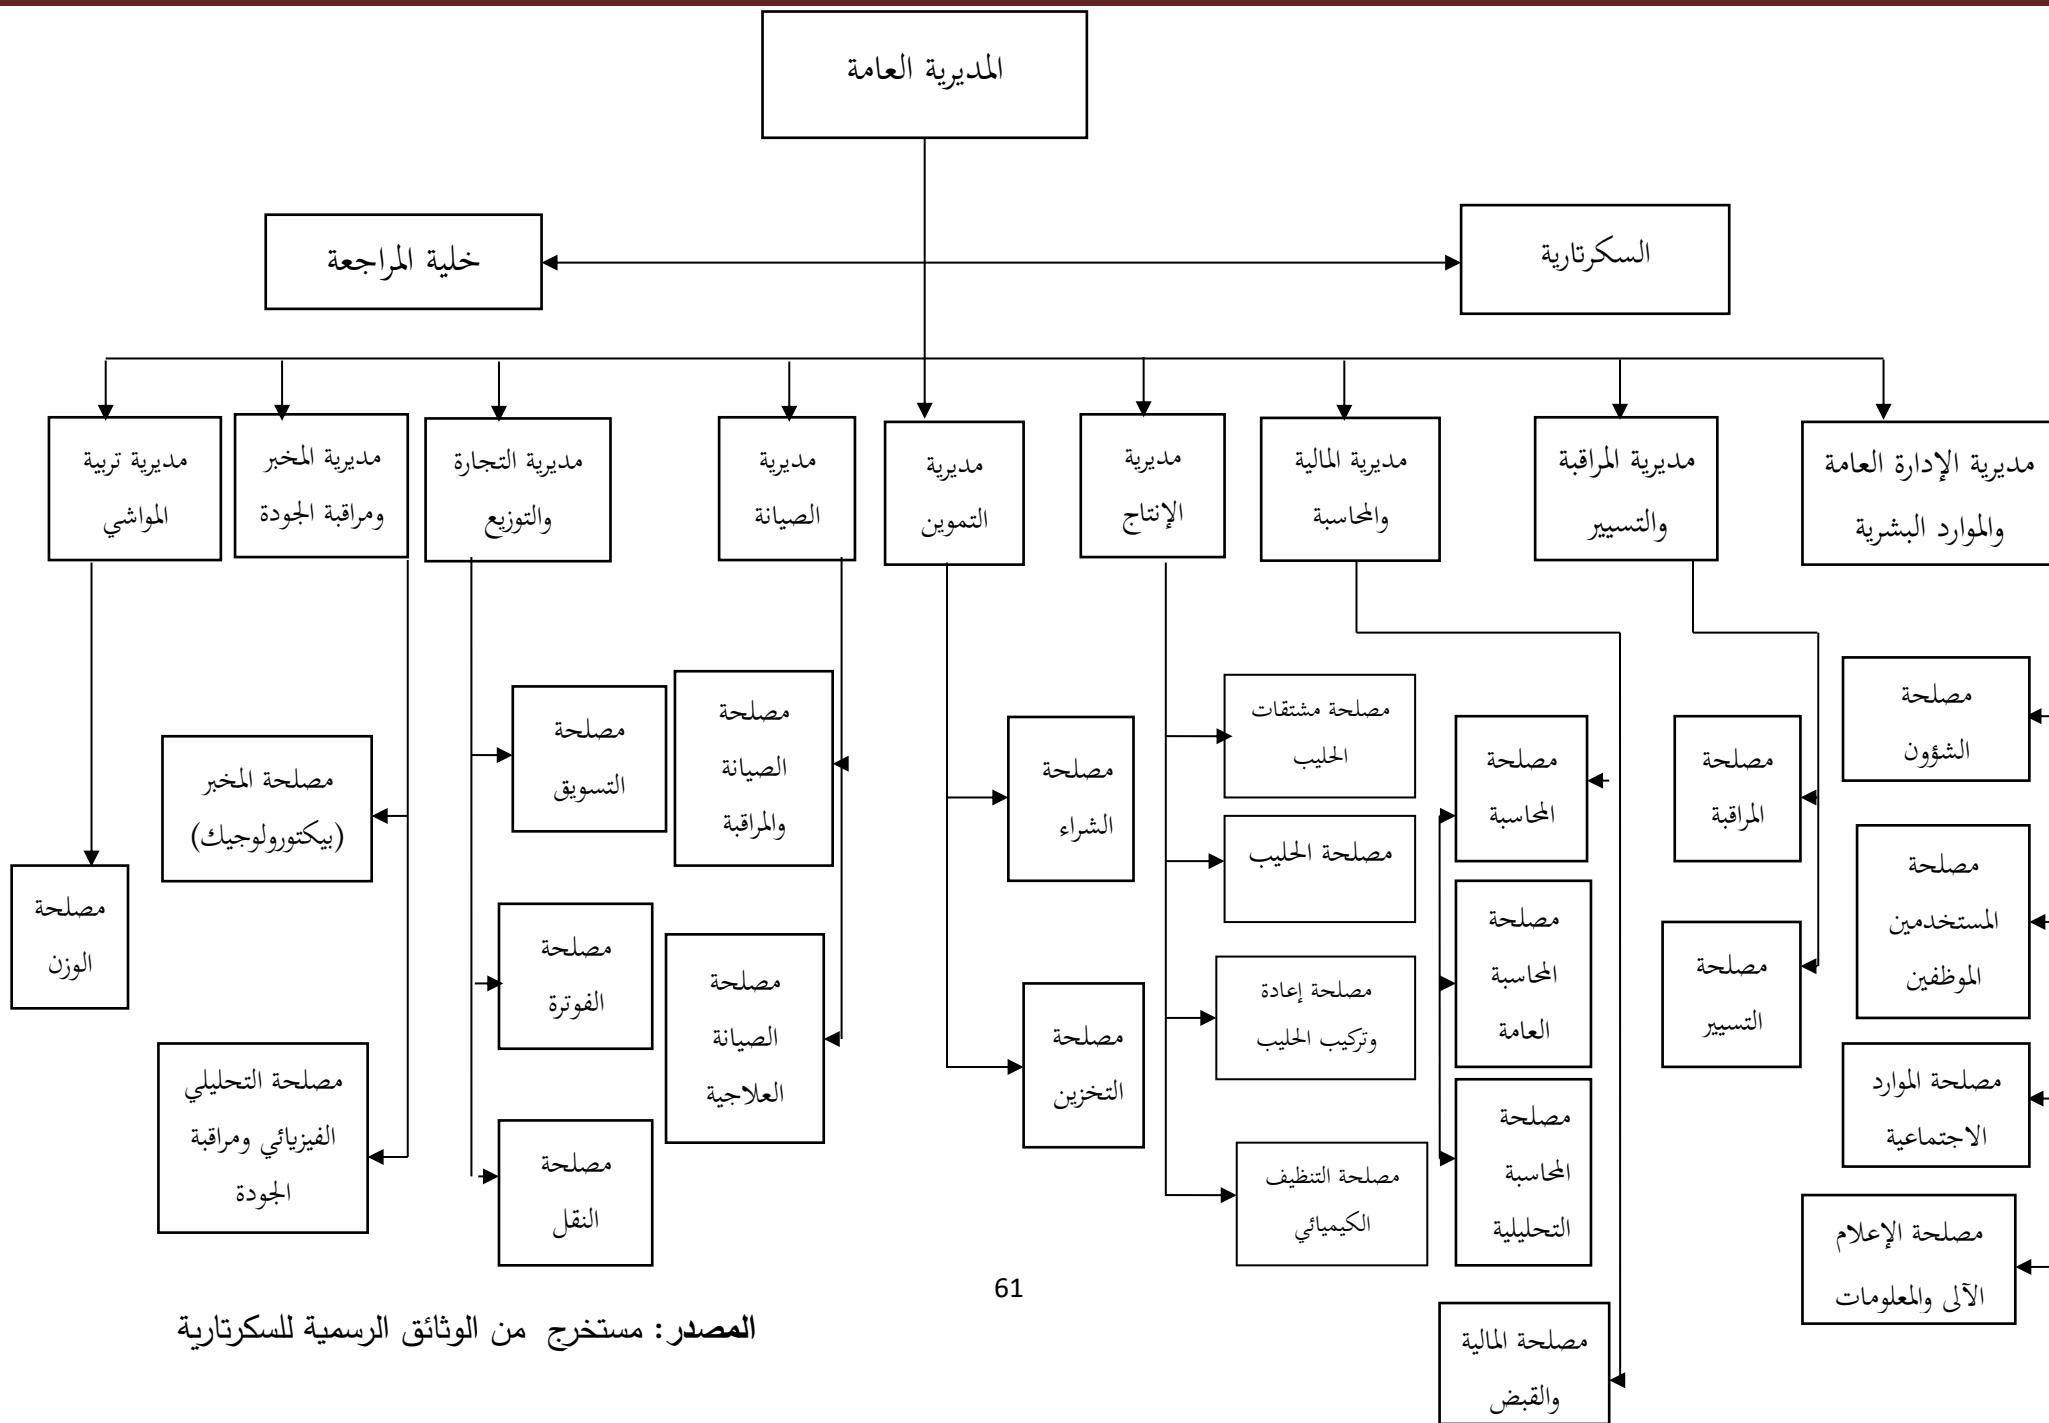 المديرية العامة
السكرتارية
خلية المراجعة
مديرية الإدارة العامة
والموارد البشرية
مديرية المراقبة
والتسيير
مديرية المالية
والمحاسبة
مديرية
الإنتاج
مديرية
التموين
مديرية
الصيانة
مديرية التجارة
والتوزيع
مديرية المخبر
ومراقبة الجودة
مديرية تربية
المواشي
مصلحة
الشؤون
مصلحة
المستخدمين
الموظفين
مصلحة الموارد
الاجتماعية
مصلحة الإعلام
الآلى والمعلومات
مصلحة
المراقبة
مصلحة
التسيير
مصلحة
المحاسبة
مصلحة
المحاسبة
العامة
مصلحة
المحاسبة
التحليلية
مصلحة المالية
والقبض
مصلحة مشتقات
الحليب
مصلحة الحليب
مصلحة إعادة
وتركيب الحليب
مصلحة التنظيف
الكيميائي
مصلحة
الشراء
مصلحة
التخزين
مصلحة
الصيانة
والمراقبة
مصلحة
الصيانة
العلاجية
مصلحة
التسويق
مصلحة
الفوترة
مصلحة
النقل
مصلحة المخبر
(بيكتورولوجيك)
مصلحة التحليلي
الفيزيائي ومراقبة
الجودة
مصلحة
الوزن
61
المصدر: مستخرج من الوثائق الرسمية للسكرتارية